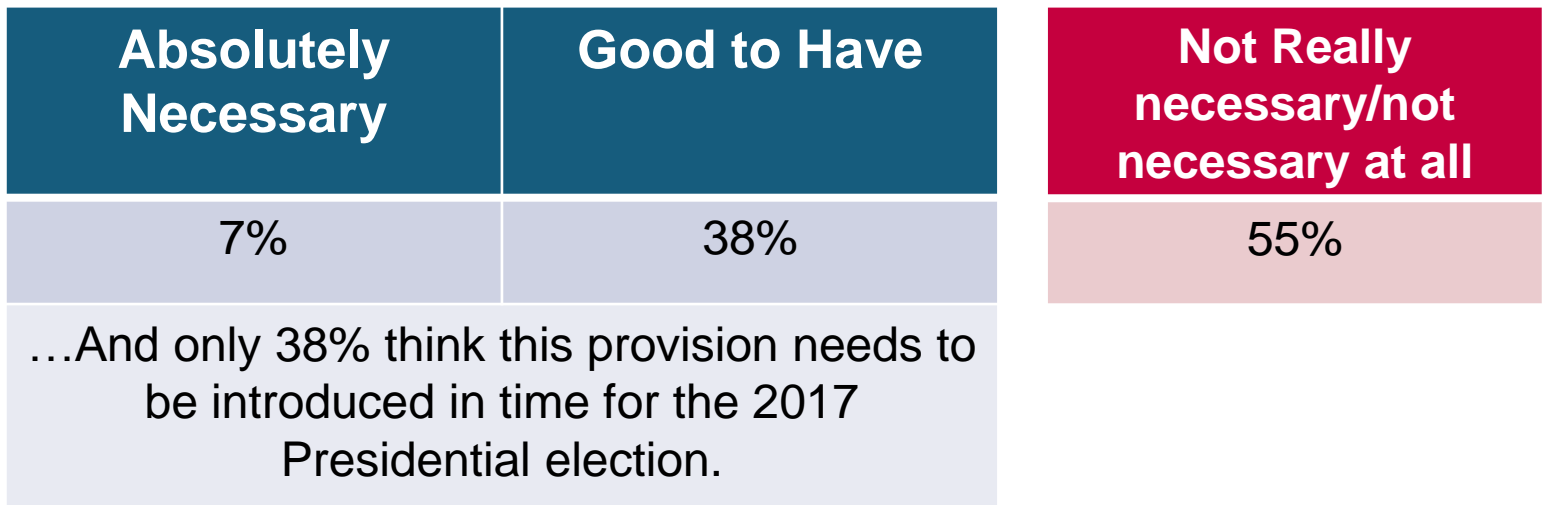 Absolutely
Necessary
Good to Have
Not Really
necessary/not
necessary at all
7%
38%
55%
…And only 38% think this provision needs to
be introduced in time for the 2017
Presidential election.